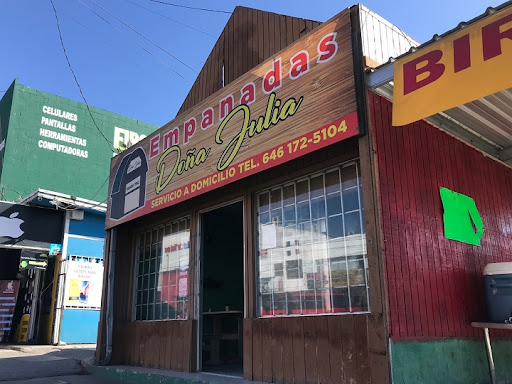 CELULARES
PANTALLAS
HERRAMIENTAS
COMPUTADORAS
Empanadas
Doña Julia
SERVICIO A DOMICILIO TEL. 646 172-5104
BIR